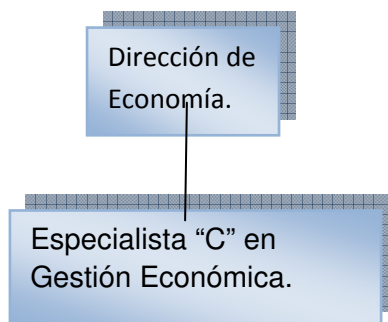 Dirección de
Economía.
Especialista “C” en
Gestión Económica.